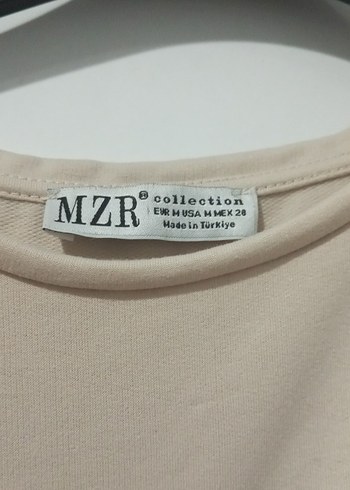 MZR® collection
EUR M USA M MEX 28
Made in Türkiye